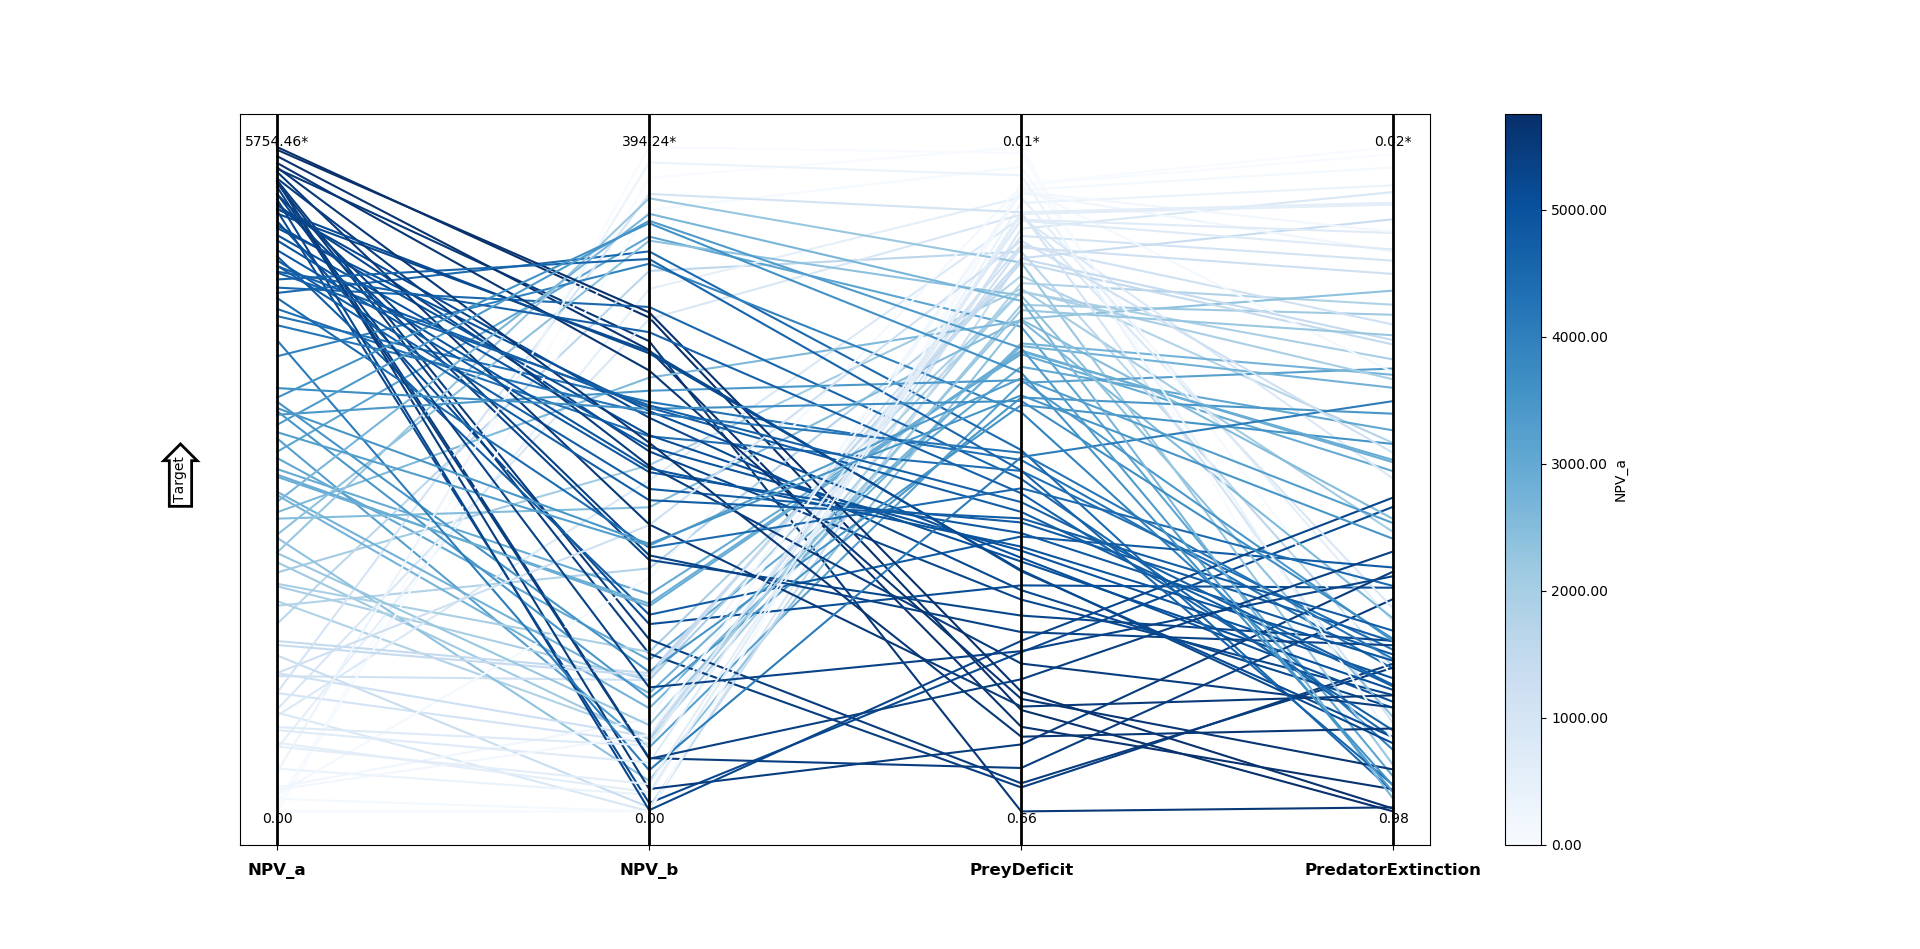 5754.46*
394.24*
0.01*
0.02*
Target
0.00
0.00
0.66
0.98
NPV_a
NPV_b
PreyDeficit
PredatorExtinction
5000.00
4000.00
3000.00
2000.00
1000.00
0.00
NPV_a